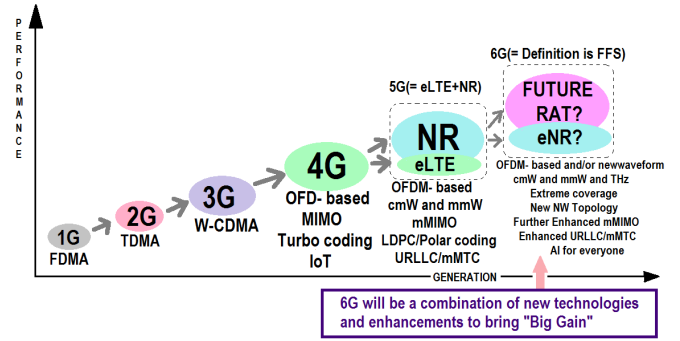 PERFORMANCE
1G
FDMA
2G
TDMA
3G
W-CDMA
4G
OFD- based
MIMO
Turbo coding
IoT
5G(= eLTE+NR)
NR
eLTE
OFDM- based
cmW and mmW
mMIMO
LDPC/Polar coding
URLLC/mMTC
6G(= Definition is FFS)
FUTURE
RAT?
eNR?
OFDM- based and/or newwaveform
cmW and mmW and THz
Extreme coverage
New NW Topology
Further Enhanced mMIMO
Enhanced URLLC/mMTC
AI for everyone
GENERATION
6G will be a combination of new technologies
and enhancements to bring "Big Gain"